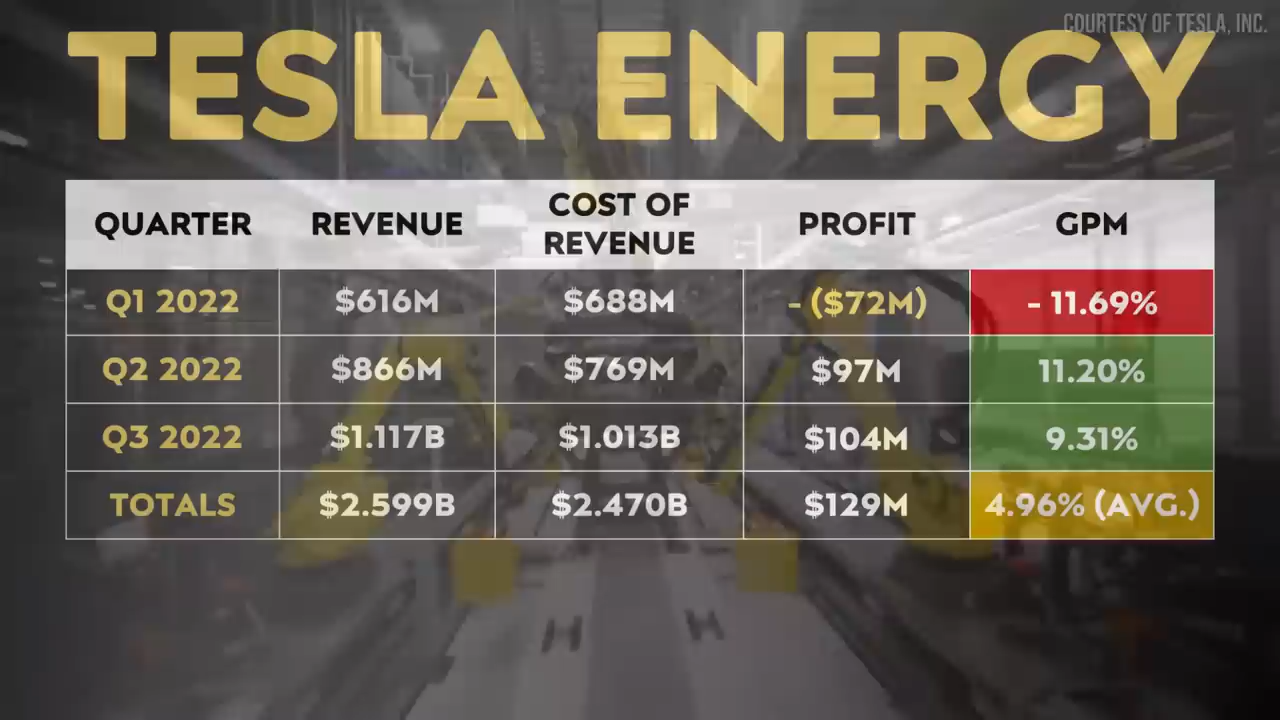 COURTESY OF TESLA, INC.
TESLA ENERGY
QUARTER REVENUE COST OF REVENUE PROFIT GPM
Q1 2022 $616M $688M - ($72M) - 11.69%
Q2 2022 $866M $769M $97M 11.20%
Q3 2022 $1.117B $1.013B $104M 9.31%
TOTALS $2.599B $2.470B $129M 4.96% (AVG.)